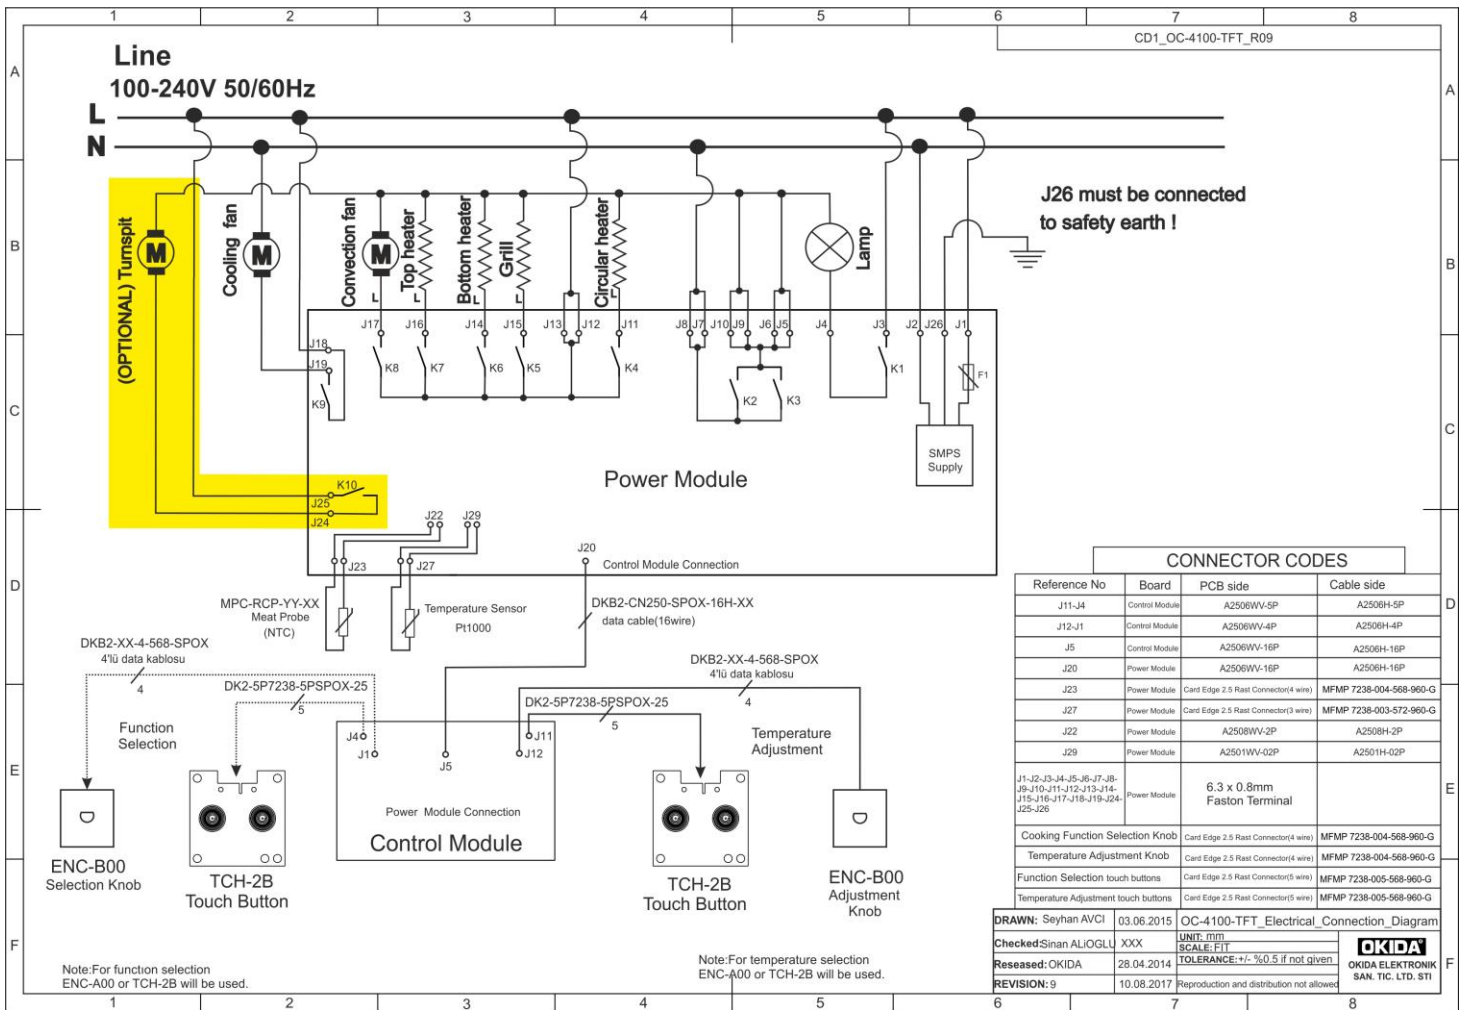 1 2 3 4 5 6 7 8
CD1_OC-4100-TFT_R09
A
A
Line
100-240V 50/60Hz
L
N
J26 must be connected
to safety earth !
B
B
(OPTIONAL) Turnspit
M
Cooling fan
M
Convection fan
M
L
Top heater
Bottom heater
L
Grill
L
Circular heater
L
Lamp
J17 J16 J14 J15 J13 J12 J11 J8 J7 J10 J9 J6 J5 J4 J3 J2 J26 J1
J18
J19
K9
K8 K7 K6 K5 K4 K2 K3 K1 F1
C
C
SMPS
Supply
Power Module
K10
J25
J24
J22 J29
J23 J27
J20
Control Module Connection
D
D
MPC-RCP-YY-XX
Meat Probe
(NTC)
Temperature Sensor
Pt1000
DKB2-CN250-SPOX-16H-XX
data cable(16wire)
DKB2-XX-4-568-SPOX
4'lü data kablosu
4
DK2-5P7238-5PSPOX-25
5
DKB2-XX-4-568-SPOX
4'lü data kablosu
4
DK2-5P7238-5PSPOX-25
5
Function
Selection
Temperature
Adjustment
J4
J1
J5
J11
J12
Power Module Connection
Control Module
E
E
ENC-B00
Selection Knob
TCH-2B
Touch Button
TCH-2B
Touch Button
ENC-B00
Adjustment
Knob
CONNECTOR CODES
Reference No Board PCB side Cable side
J11-J4 Control Module A2506WV-5P A2506H-5P
J12-J1 Control Module A2506WV-4P A2506H-4P
J5 Control Module A2506WV-16P A2506H-16P
J20 Power Module A2506WV-16P A2506H-16P
J23 Power Module Card Edge 2.5 Rast Connector(4 wire) MFMP 7238-004-568-960-G
J27 Power Module Card Edge 2.5 Rast Connector(3 wire) MFMP 7238-003-572-960-G
J22 Power Module A2508WV-2P A2508H-2P
J29 Power Module A2501WV-02P A2501H-02P
J1-J2-J3-J4-J5-J6-J7-J8-
J9-J10-J11-J12-J13-J14-
J15-J16-J17-J18-J19-J24-
J25-J26
Power Module
6.3 x 0.8mm
Faston Terminal
Cooking Function Selection Knob Card Edge 2.5 Rast Connector(4 wire) MFMP 7238-004-568-960-G
Temperature Adjustment Knob Card Edge 2.5 Rast Connector(4 wire) MFMP 7238-004-568-960-G
Function Selection touch buttons Card Edge 2.5 Rast Connector(5 wire) MFMP 7238-005-568-960-G
Temperature Adjustment touch buttons Card Edge 2.5 Rast Connector(5 wire) MFMP 7238-005-568-960-G
DRAWN: Seyhan AVCI 03.06.2015 OC-4100-TFT_Electrical_Connection_Diagram
Checked:Sinan ALiOGLU XXX UNIT: mm
SCALE:FIT
Reseased:OKIDA 28.04.2014 TOLERANCE:+/- %0.5 if not given
REVISION: 9 10.08.2017 Reproduction and distribution not allowed
OKIDA
OKIDA ELEKTRONIK
SAN. TIC. LTD. STI
F
F
Note:For function selection
ENC-A00 or TCH-2B will be used.
Note:For temperature selection
ENC-A00 or TCH-2B will be used.
1 2 3 4 5 6 7 8